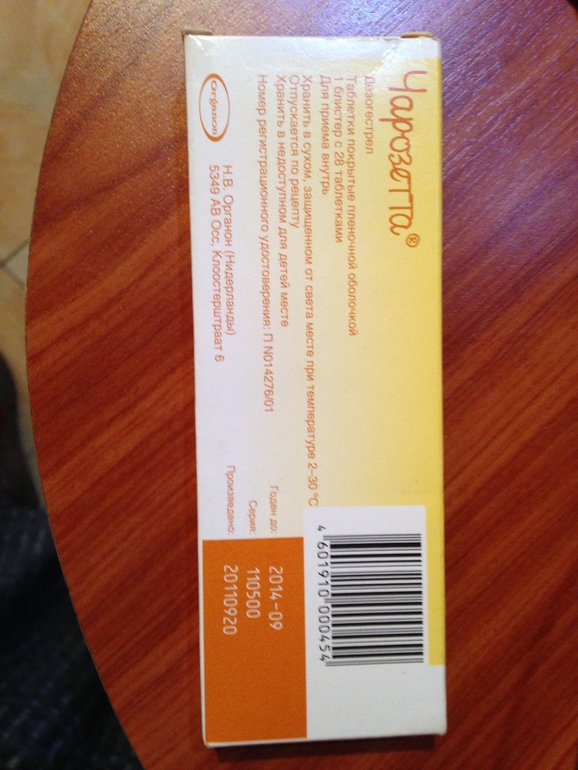 Чарозетта®
Дезогестрел
Таблетки покрытые пленочной оболочкой
1 блистер с 28 таблетками
Для приема внутрь
Хранить в сухом, защищенном от света месте при температуре 2–30 °C
Отпускается по рецепту
Хранить в недоступном для детей месте
Номер регистрационного удостоверения: П N014276/01
Organon
Н.В. Органон (Нидерланды)
5349 АВ Осс, Клоостерштраат 6
Годен до: 2014-09
Серия: 110500
Произведено: 20110920
4 601910 000454